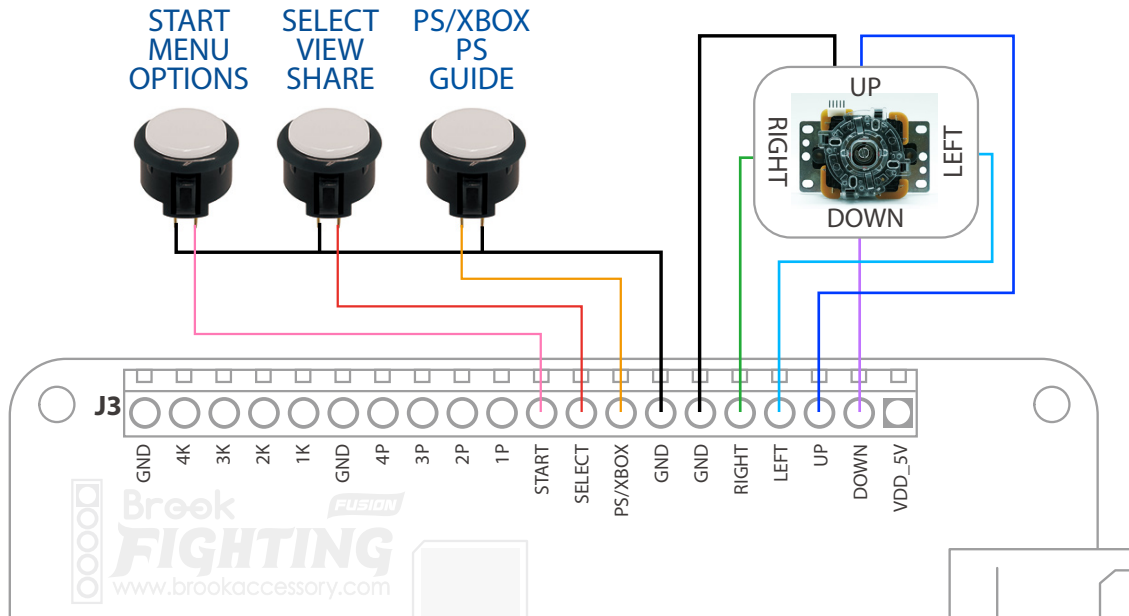 START
MENU
OPTIONS
SELECT
VIEW
SHARE
PS/XBOX
PS
GUIDE
UP
RIGHT
LEFT
DOWN
J3
GND
4K
3K
2K
1K
GND
4P
3P
2P
1P
START
SELECT
PS/XBOX
GND
GND
RIGHT
LEFT
UP
DOWN
VDD_5V
Brook
FUSION
FIGHTING
www.brookaccessory.com